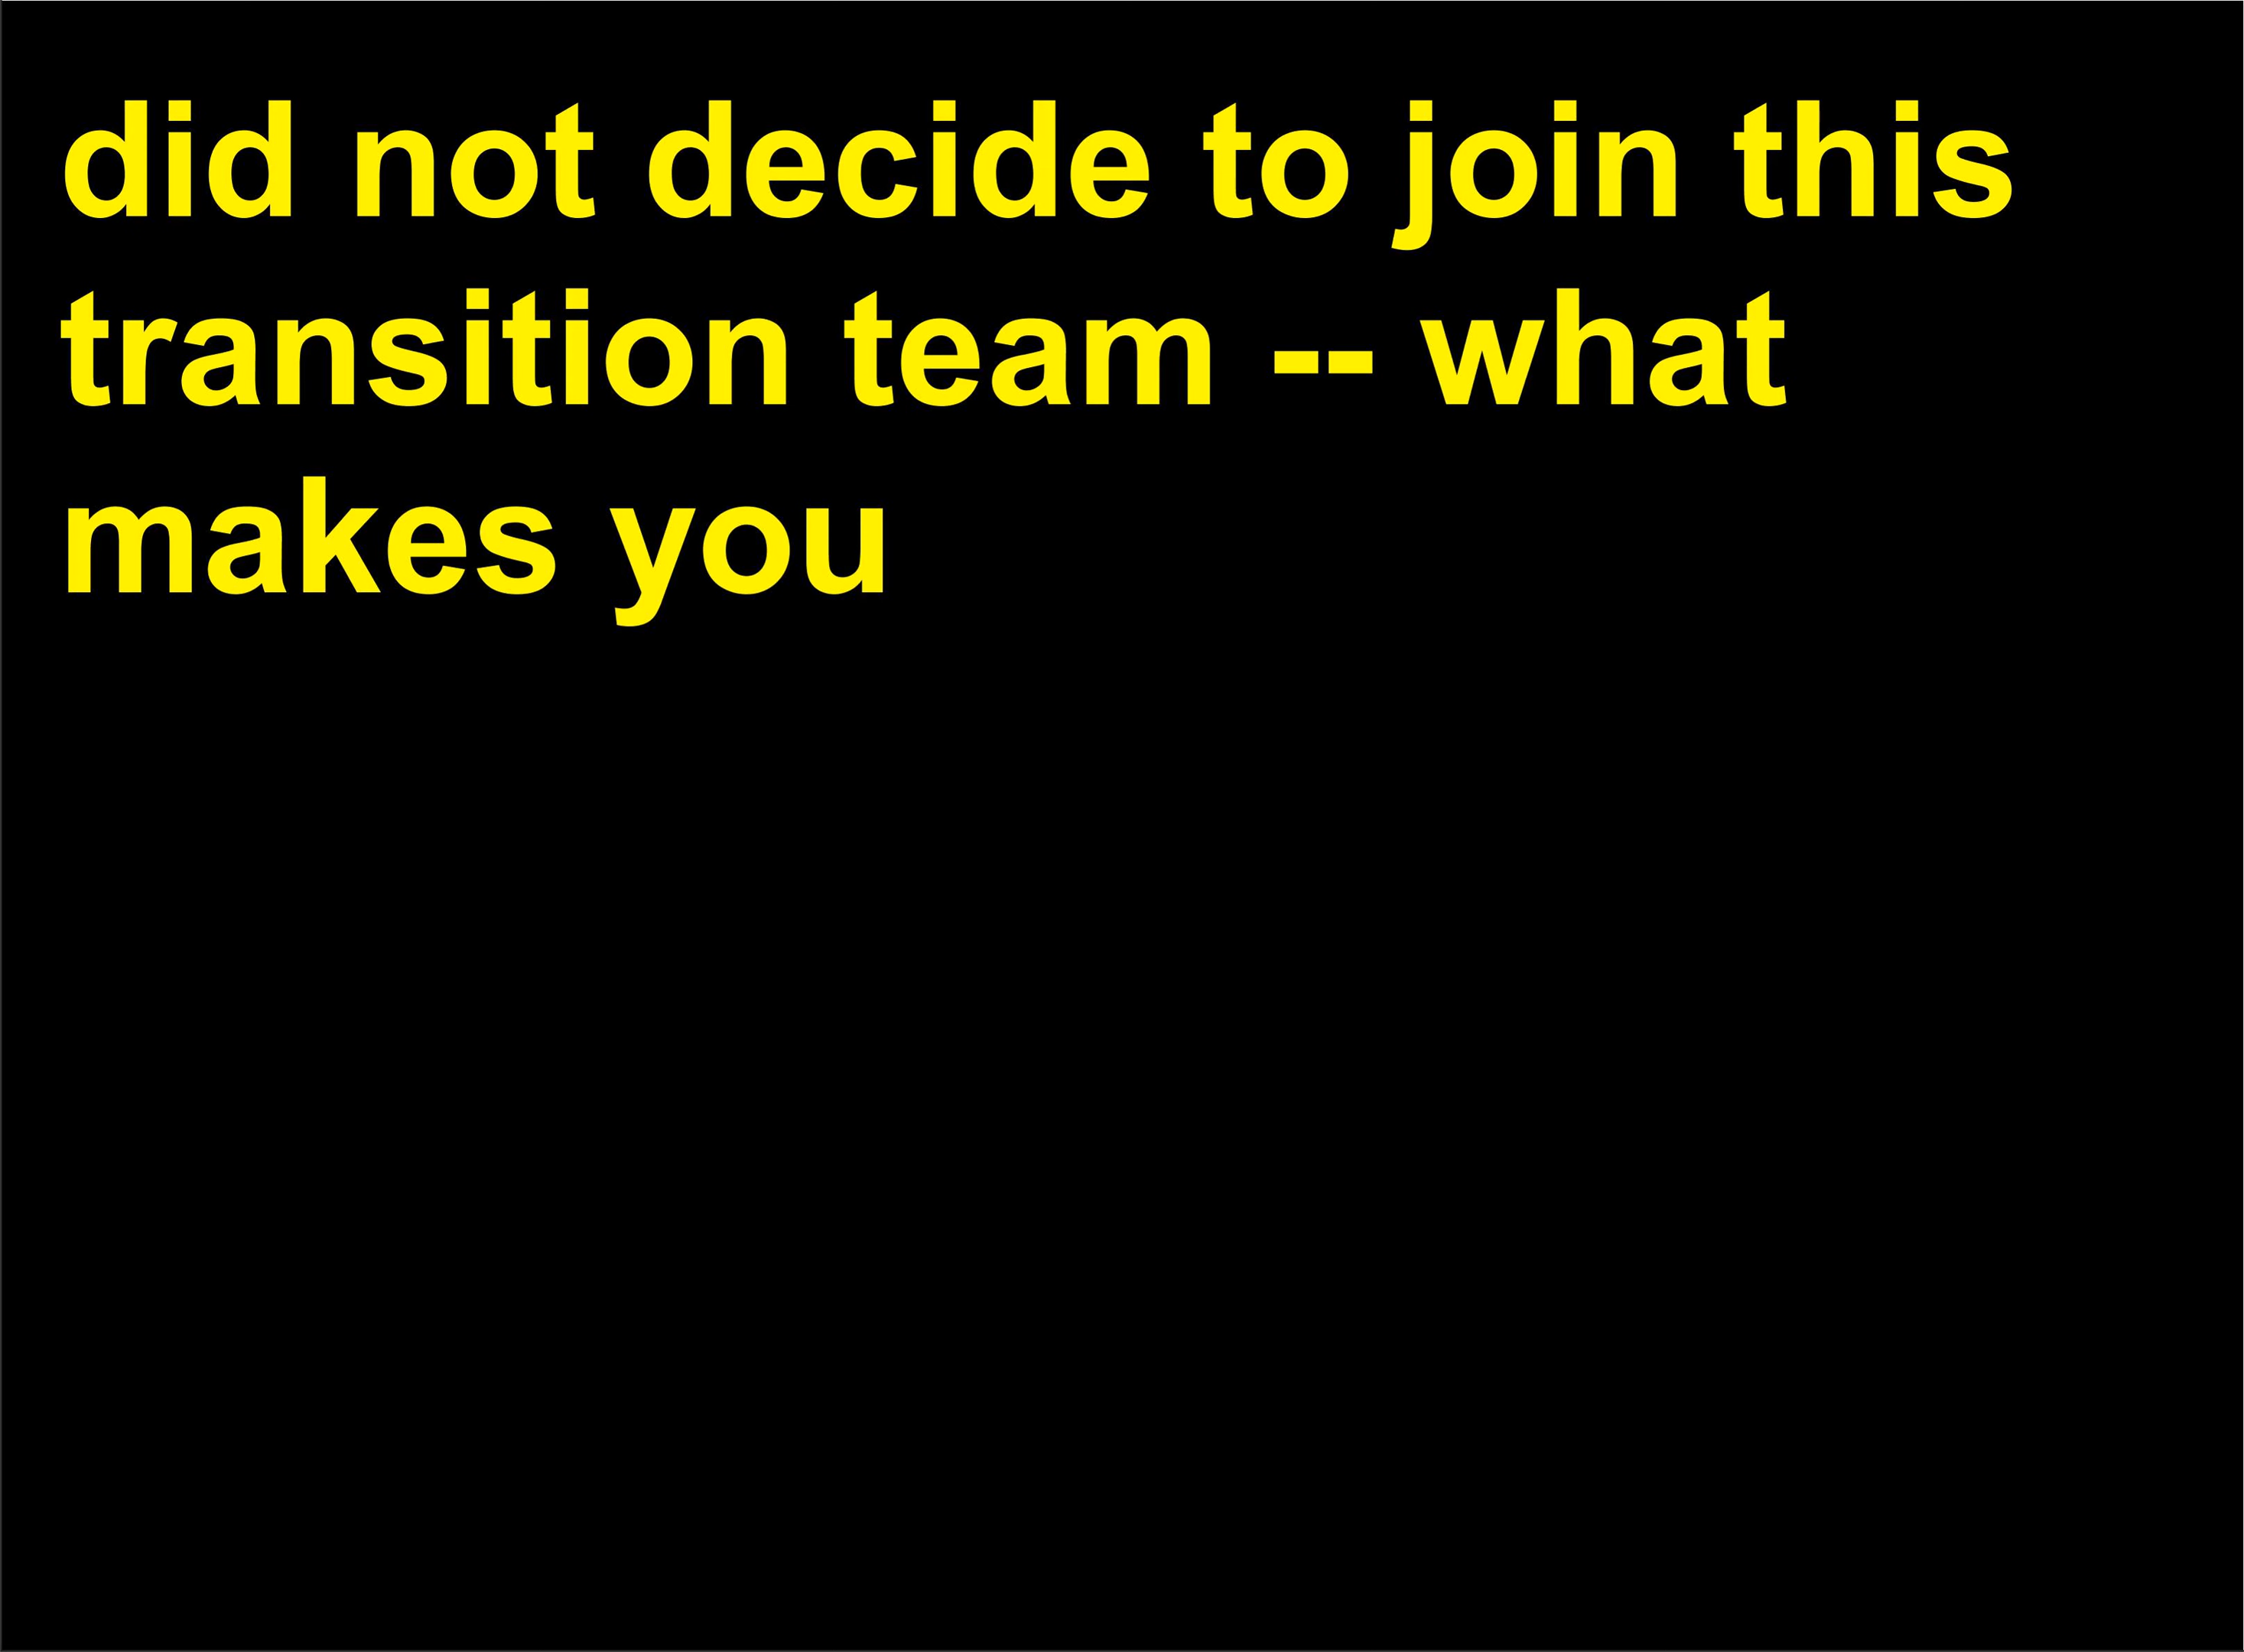 did not decide to join this
transition team -- what
makes you